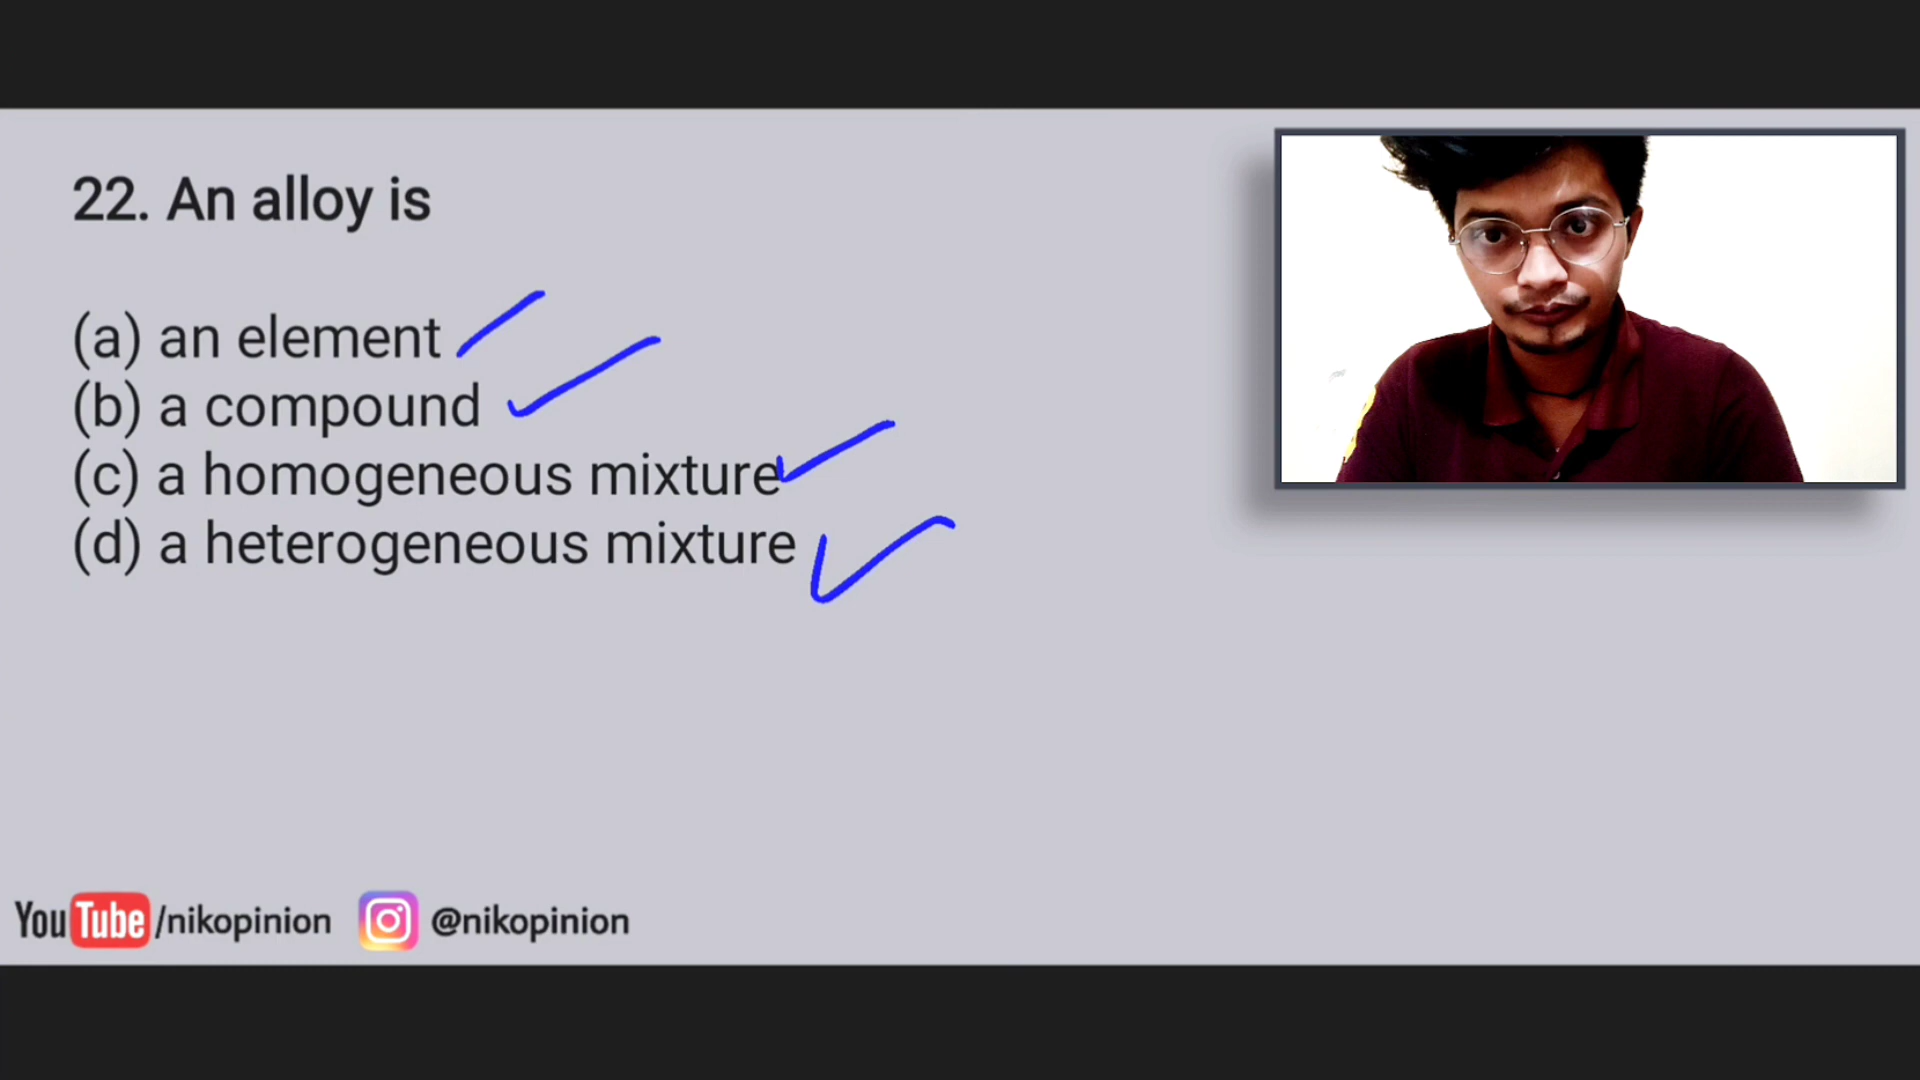 22. An alloy is
(a) an element
(b) a compound
(c) a homogeneous mixture
(d) a heterogeneous mixture
YouTube/nikopinion @nikopinion